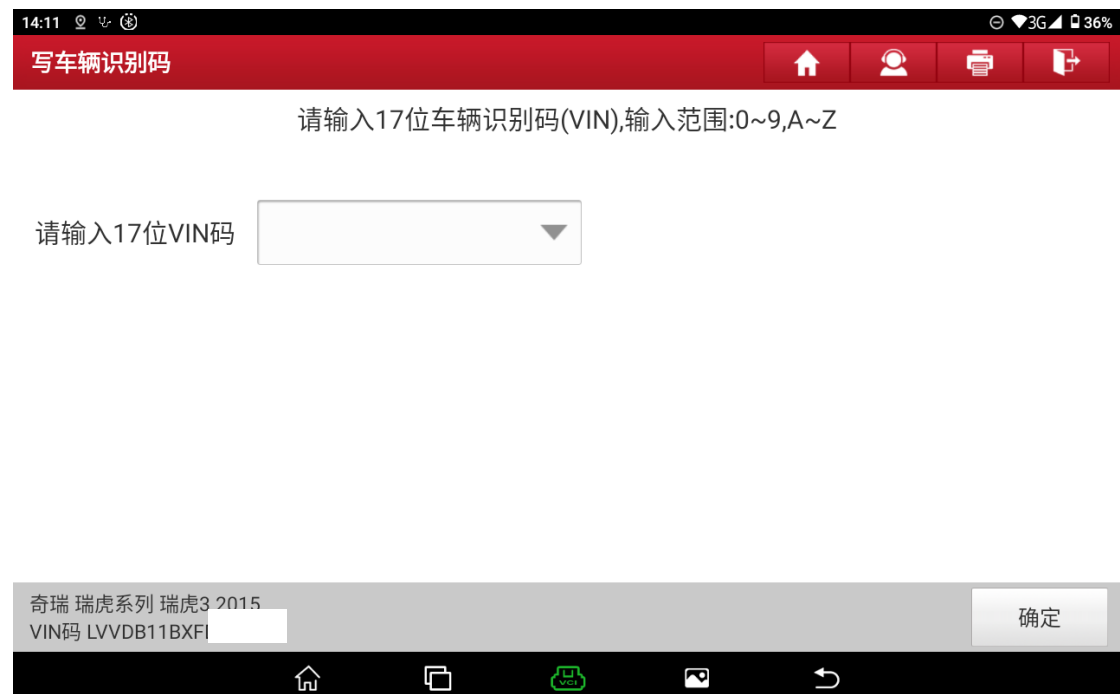 14:11 3G 36%
写车辆识别码
请输入17位车辆识别码(VIN),输入范围:0~9,A~Z
请输入17位VIN码
奇瑞 瑞虎系列 瑞虎3 2015
VIN码 LVVDB11BXF
确定
VCI